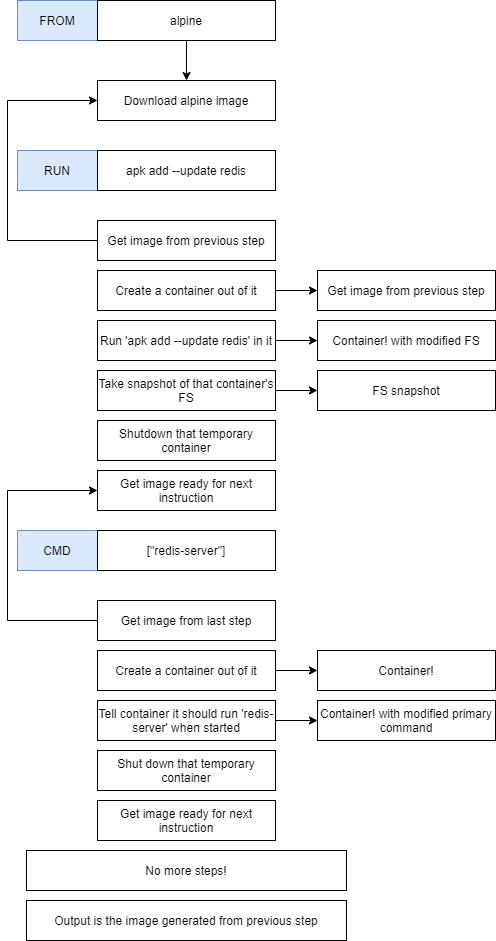 FROM alpine
Download alpine image
RUN apk add --update redis
Get image from previous step
Create a container out of it
Get image from previous step
Run 'apk add --update redis' in it
Container! with modified FS
Take snapshot of that container's
FS
FS snapshot
Shutdown that temporary
container
Get image ready for next
instruction
CMD ["redis-server"]
Get image from last step
Create a container out of it
Container!
Tell container it should run 'redis-
server' when started
Container! with modified primary
command
Shut down that temporary
container
Get image ready for next
instruction
No more steps!
Output is the image generated from previous step